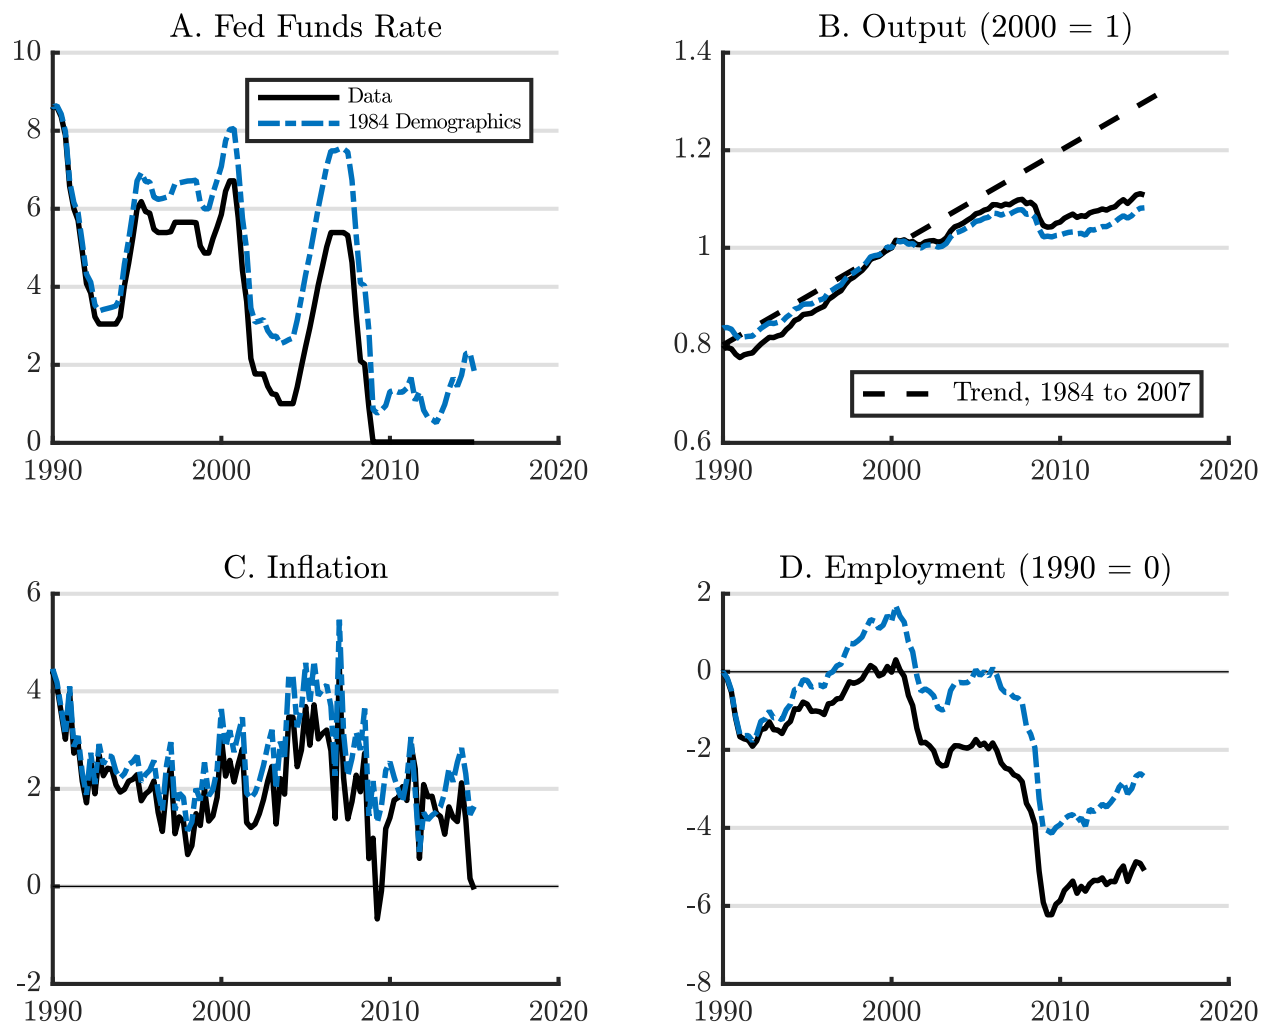 A. Fed Funds Rate
10
8
6
4
2
0
1990 2000 2010 2020
Data
1984 Demographics
B. Output (2000 = 1)
1.4
1.2
1
0.8
0.6
1990 2000 2010 2020
Trend, 1984 to 2007
C. Inflation
6
4
2
0
-2
1990 2000 2010 2020
D. Employment (1990 = 0)
2
0
-2
-4
-6
-8
1990 2000 2010 2020